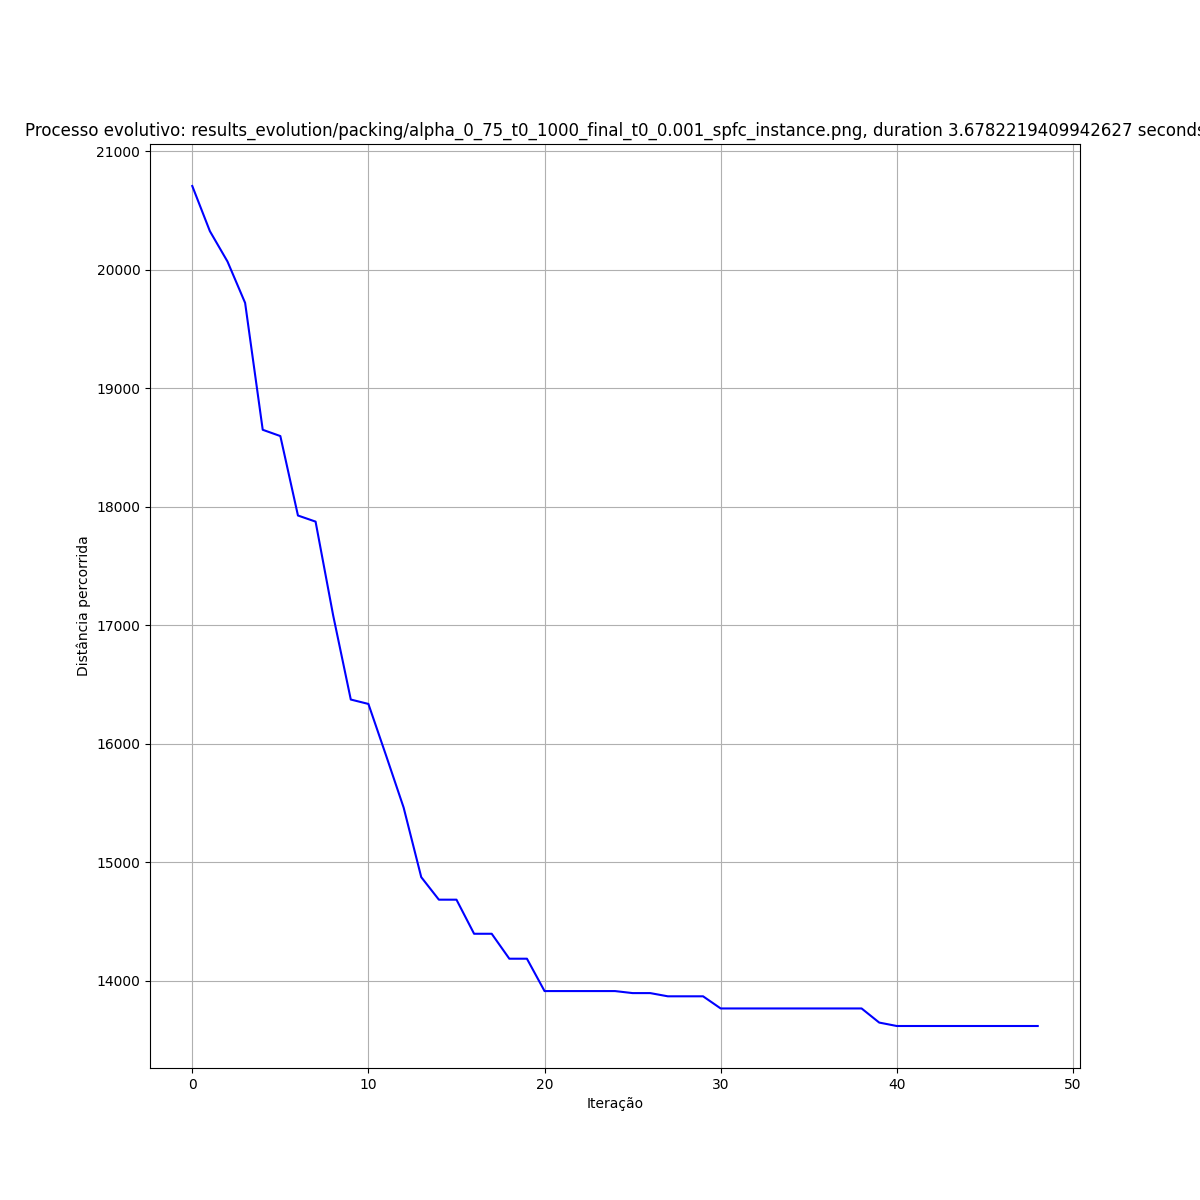 Processo evolutivo: results_evolution/packing/alpha_0_75_t0_1000_final_t0_0.001_spfc_instance.png, duration 3.6782219409942627 seconds
21000
20000
19000
18000
17000
16000
15000
14000
Distância percorrida
0 10 20 30 40 50
Iteração